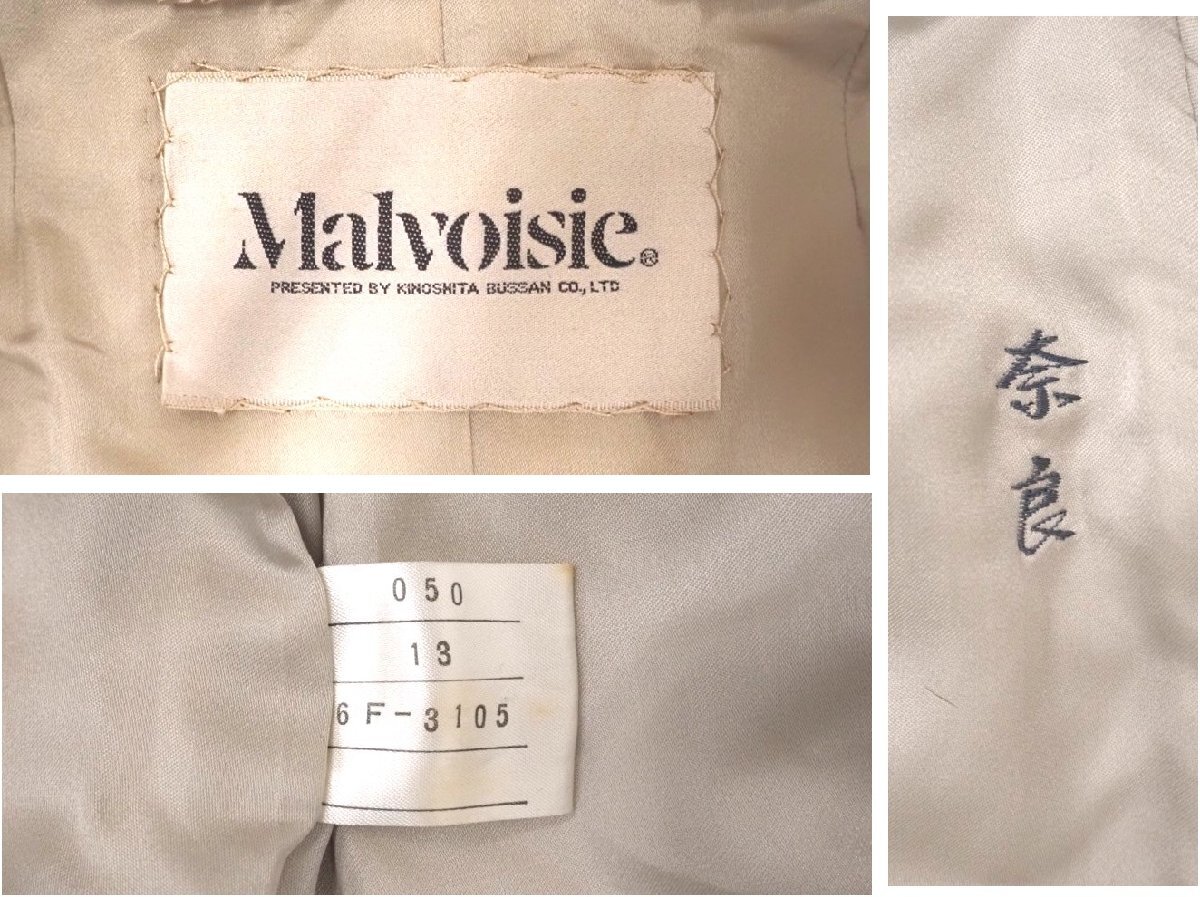 Malvoisie®
PRESENTED BY KINOSHITA BUSSAN CO., LTD
050
13
6F-3105
奈良